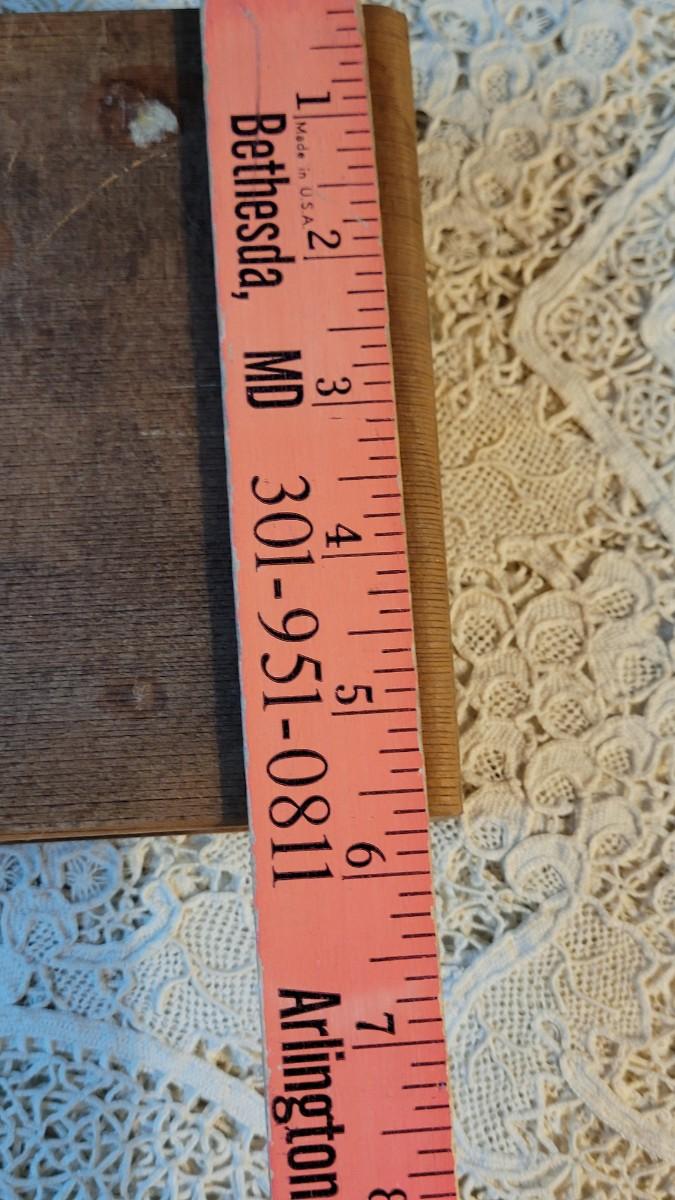 1 2 3 4 5 6 7 8
Made in U.S.A.
Bethesda, MD 301-951-0811 Arlington